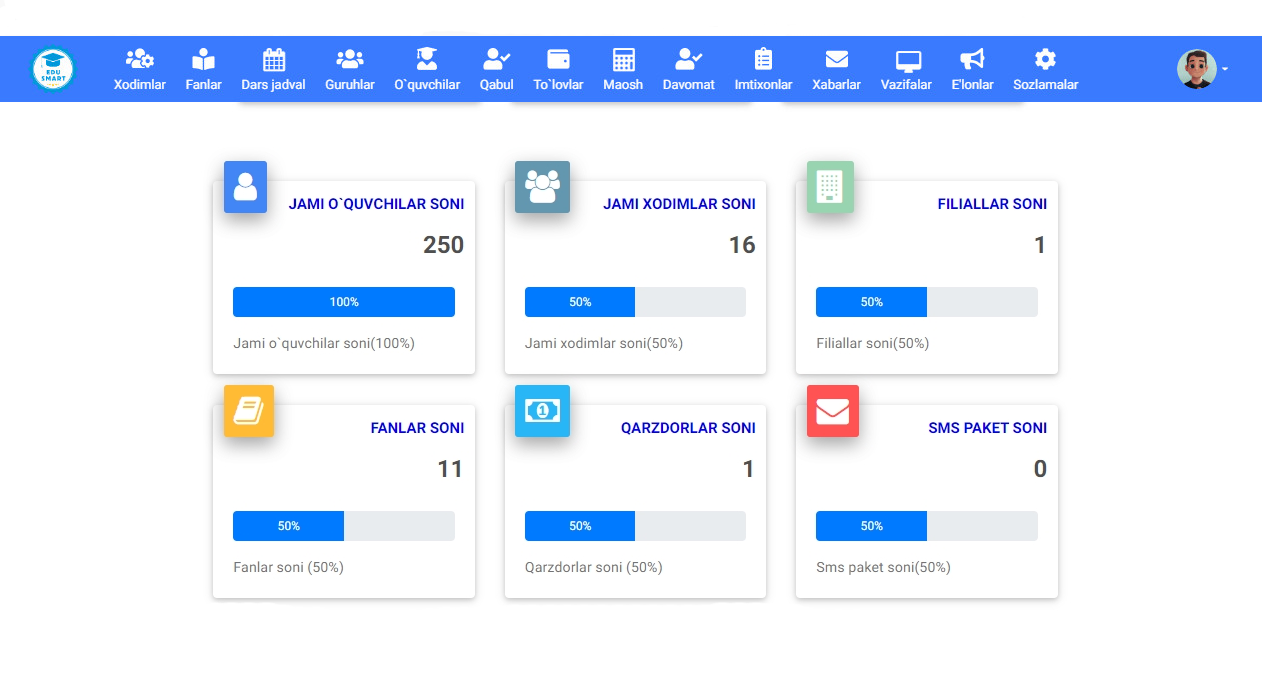 EDU
SMART
Xodimlar Fanlar Dars jadval Guruhlar O`quvchilar Qabul To`lovlar Maosh Davomat Imtixonlar Xabarlar Vazifalar E'lonlar Sozlamalar
JAMI O`QUVCHILAR SONI
250
100%
Jami o`quvchilar soni(100%)
JAMI XODIMLAR SONI
16
50%
Jami xodimlar soni(50%)
FILIALLAR SONI
1
50%
Filiallar soni(50%)
FANLAR SONI
11
50%
Fanlar soni (50%)
1
QARZDORLAR SONI
1
50%
Qarzdorlar soni (50%)
SMS PAKET SONI
0
50%
Sms paket soni(50%)